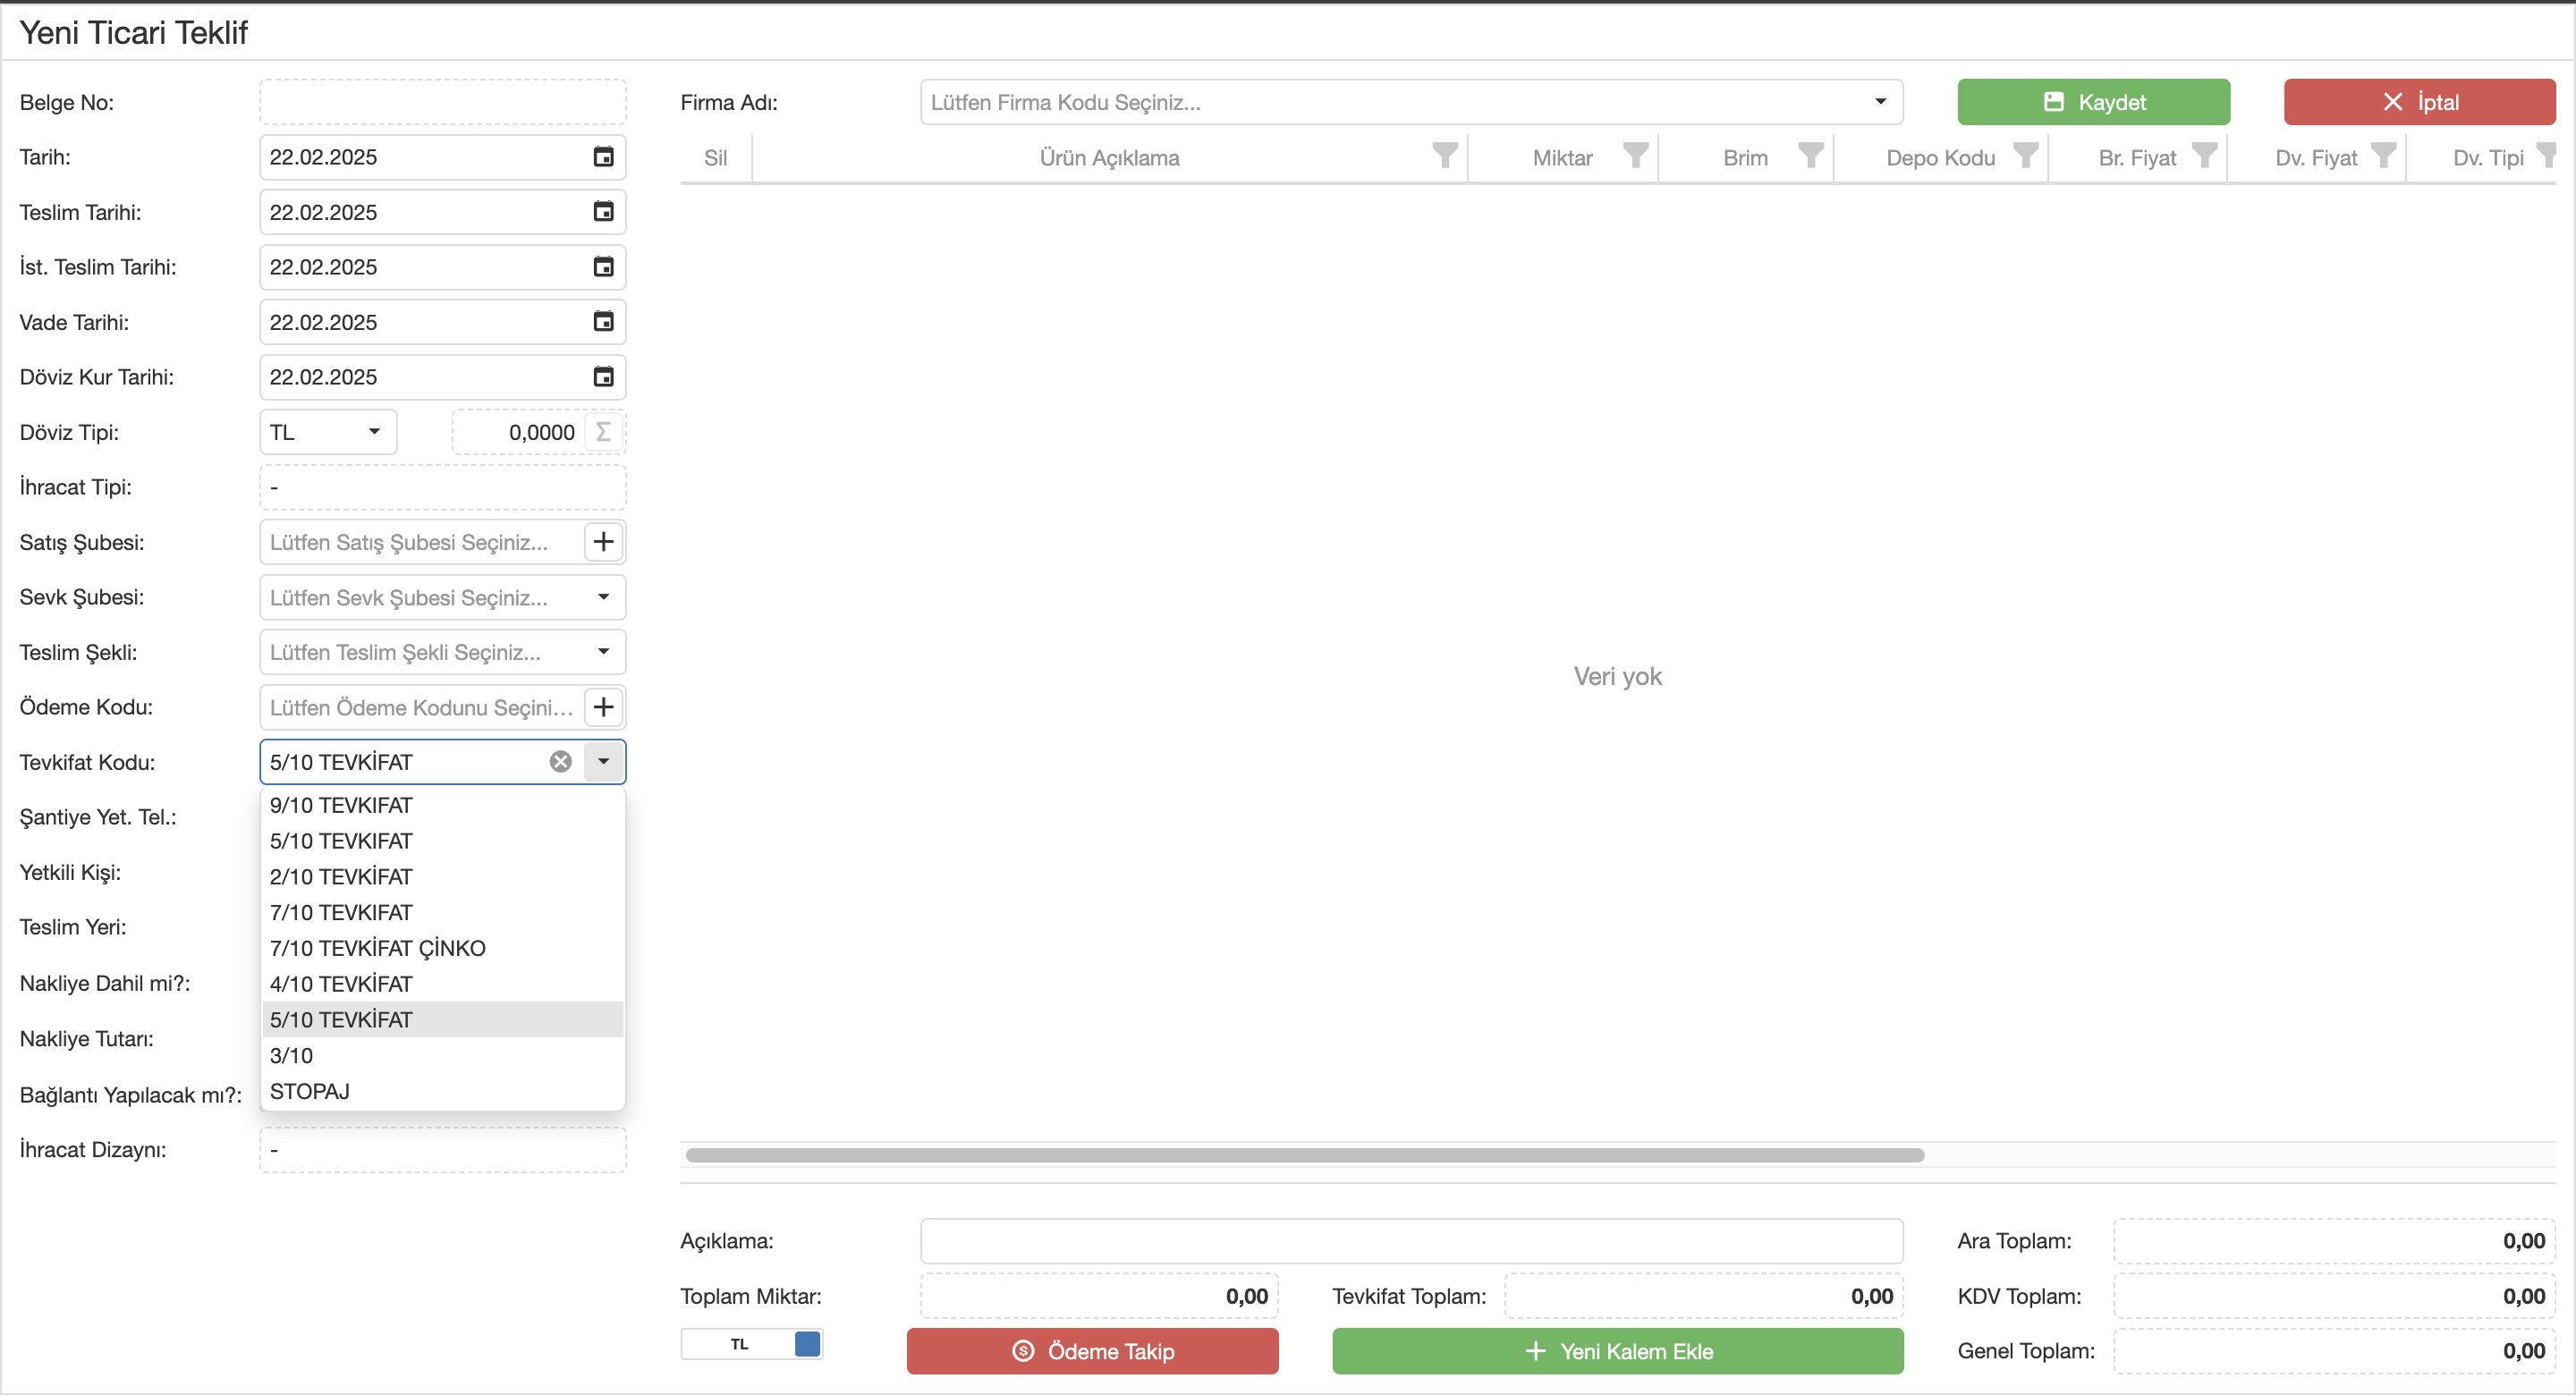 Yeni Ticari Teklif
Belge No:
Tarih: 22.02.2025
Teslim Tarihi: 22.02.2025
İst. Teslim Tarihi: 22.02.2025
Vade Tarihi: 22.02.2025
Döviz Kur Tarihi: 22.02.2025
Döviz Tipi: TL 0,0000 Σ
İhracat Tipi: -
Satış Şubesi: Lütfen Satış Şubesi Seçiniz...
Sevk Şubesi: Lütfen Sevk Şubesi Seçiniz...
Teslim Şekli: Lütfen Teslim Şekli Seçiniz...
Ödeme Kodu: Lütfen Ödeme Kodunu Seçini...
Tevkifat Kodu: 5/10 TEVKİFAT
9/10 TEVKIFAT
5/10 TEVKIFAT
2/10 TEVKIFAT
7/10 TEVKIFAT
7/10 TEVKİFAT ÇİNKO
4/10 TEVKİFAT
5/10 TEVKİFAT
3/10
STOPAJ
Şantiye Yet. Tel.:
Yetkili Kişi:
Teslim Yeri:
Nakliye Dahil mi?:
Nakliye Tutarı:
Bağlantı Yapılacak mı?:
İhracat Dizaynı: -
Firma Adı: Lütfen Firma Kodu Seçiniz...
Kaydet
İptal
Sil Ürün Açıklama Miktar Brim Depo Kodu Br. Fiyat Dv. Fiyat Dv. Tipi
Veri yok
Açıklama:
Ara Toplam: 0,00
Toplam Miktar: 0,00
Tevkifat Toplam: 0,00
KDV Toplam: 0,00
TL
Ödeme Takip
Yeni Kalem Ekle
Genel Toplam: 0,00